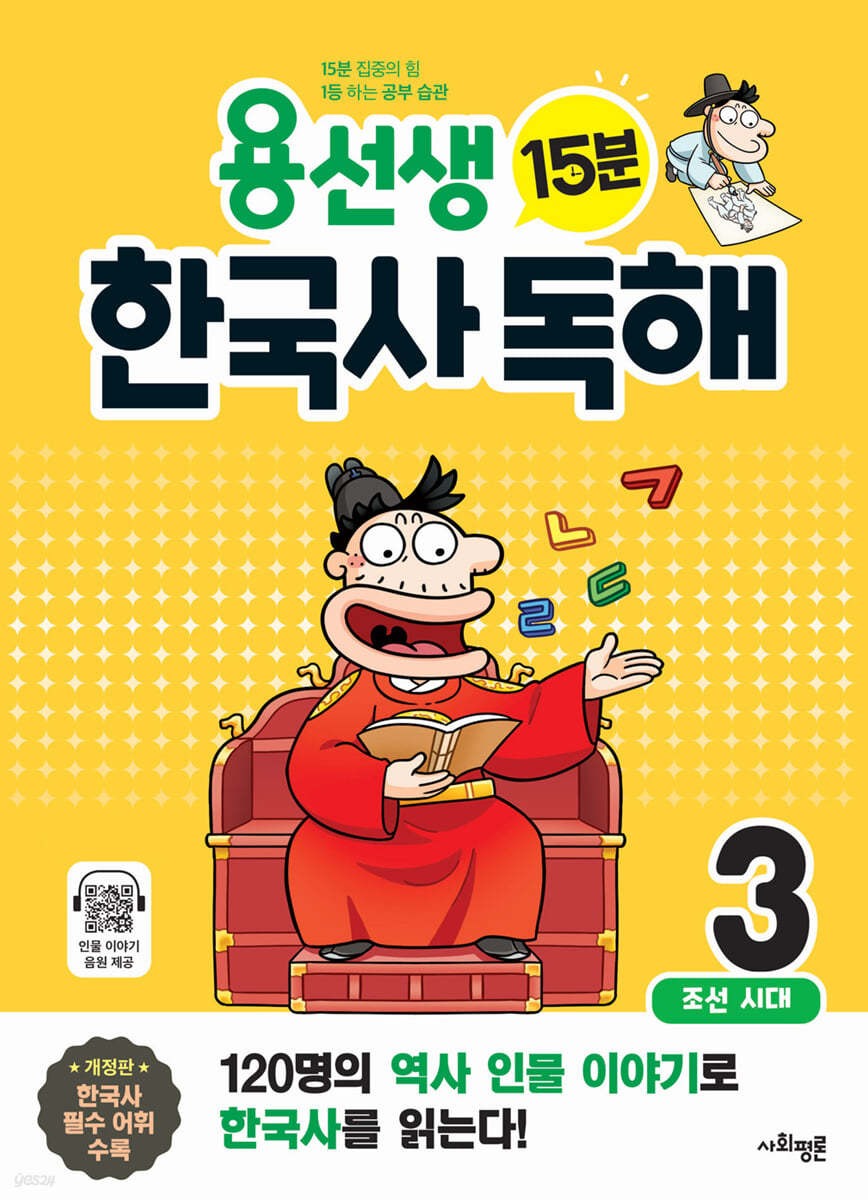 15분 집중의 힘
1등 하는 공부 습관
용선생 15분
한국사 독해
ㄱ
ㄴ
ㄷ
ㄹ
인물 이야기
음원 제공
3
조선 시대
★ 개정판 ★
한국사
필수 어휘
수록
120명의 역사 인물 이야기로
한국사를 읽는다!
사회평론
yes24